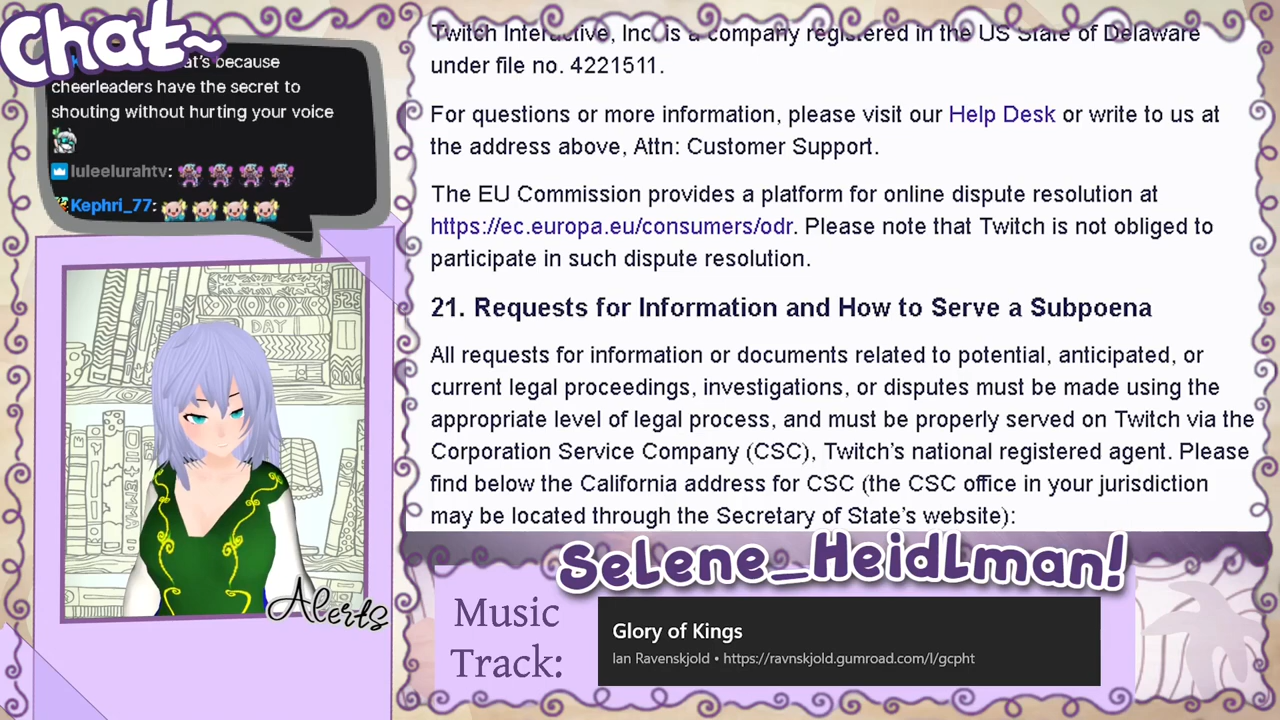 Chat~
at's because
cheerleaders have the secret to
shouting without hurting your voice
luleelurahtv:
Kephri_77:
DAY
Alerts
Twitch Interactive, Inc. is a company registered in the US State of Delaware
under file no. 4221511.
For questions or more information, please visit our Help Desk or write to us at
the address above, Attn: Customer Support.
The EU Commission provides a platform for online dispute resolution at
https://ec.europa.eu/consumers/odr. Please note that Twitch is not obliged to
participate in such dispute resolution.
21. Requests for Information and How to Serve a Subpoena
All requests for information or documents related to potential, anticipated, or
current legal proceedings, investigations, or disputes must be made using the
appropriate level of legal process, and must be properly served on Twitch via the
Corporation Service Company (CSC), Twitch's national registered agent. Please
find below the California address for CSC (the CSC office in your jurisdiction
may be located through the Secretary of State's website):
Selene_Heidlman!
Music
Track:
Glory of Kings
Ian Ravenskjold • https://ravnskjold.gumroad.com/l/gcpht